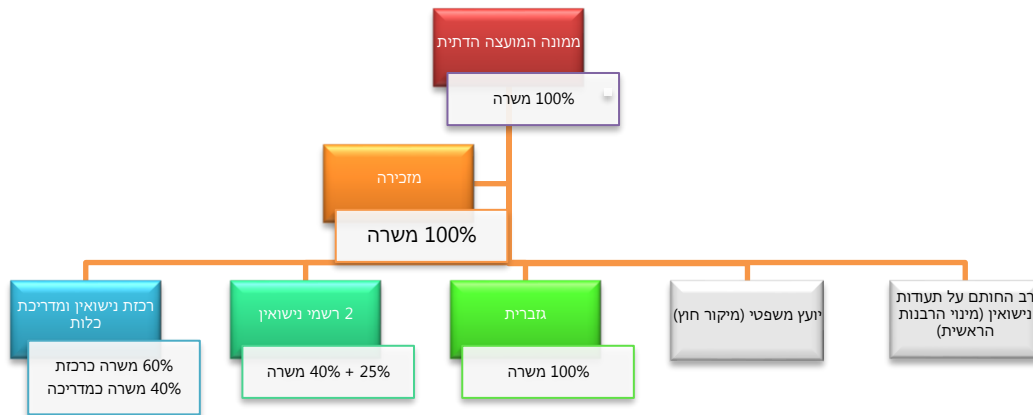 ממונה המועצה הדתית
100% משרה
מזכירה
100% משרה
רב החותם על תעודות
נישואין (מינוי הרבנות
הראשית)
יועץ משפטי (מיקור חוץ)
גזברית
100% משרה
2 רשמי נישואין
25% + 40% משרה
רכזת נישואין ומדריכת
כלות
60% משרה כרכזת
40% משרה כמדריכה